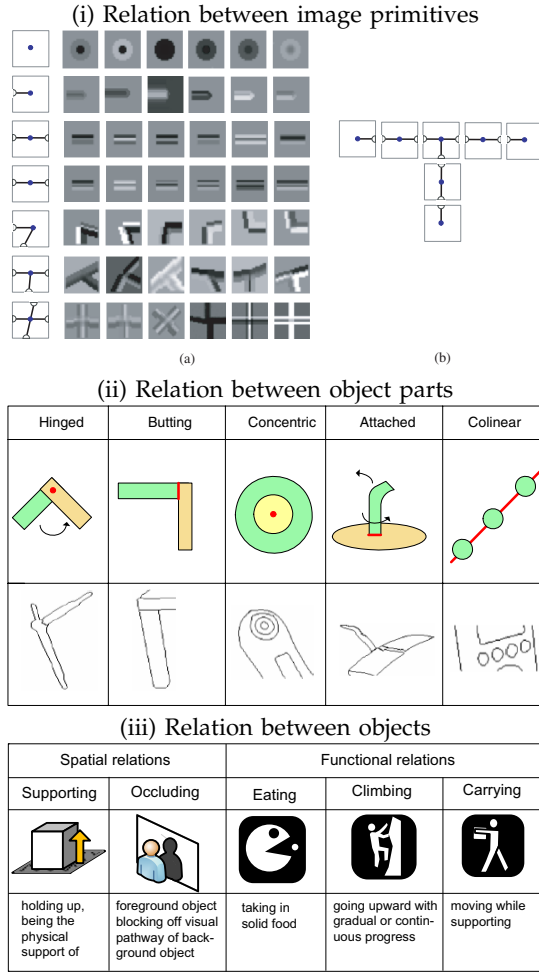 (i) Relation between image primitives
(a)
(b)
(ii) Relation between object parts
Hinged Butting Concentric Attached Colinear
(iii) Relation between objects
Spatial relations Functional relations
Supporting Occluding Eating Climbing Carrying
holding up,
being the
physical
support of
foreground object
blocking off visual
pathway of back-
ground object
taking in
solid food
going upward with
gradual or contin-
uous progress
moving while
supporting